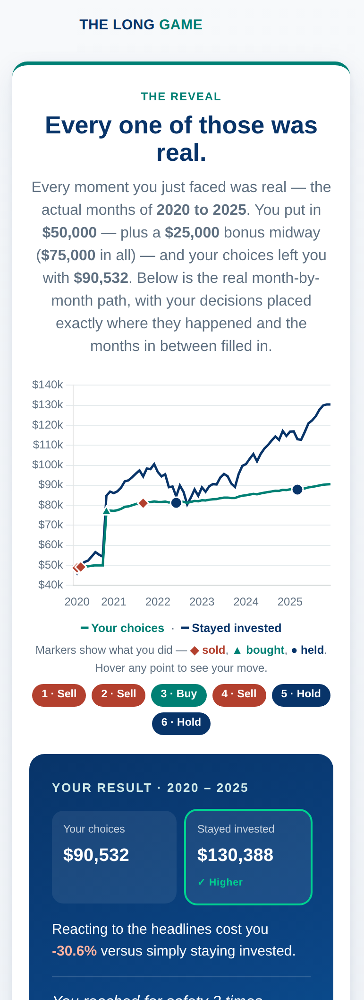 THE LONG GAME
THE REVEAL
Every one of those was
real.
Every moment you just faced was real — the
actual months of 2020 to 2025. You put in
$50,000 — plus a $25,000 bonus midway
($75,000 in all) — and your choices left you
with $90,532. Below is the real month-by-
month path, with your decisions placed
exactly where they happened and the
months in between filled in.
$140k
$130k
$120k
$110k
$100k
$90k
$80k
$70k
$60k
$50k
$40k
2020 2021 2022 2023 2024 2025
Your choices · Stayed invested
Markers show what you did — ◆ sold, ▲ bought, ● held.
Hover any point to see your move.
1 · Sell 2 · Sell 3 · Buy 4 · Sell 5 · Hold
6 · Hold
YOUR RESULT · 2020 – 2025
Your choices
$90,532
Stayed invested
$130,388
✓ Higher
Reacting to the headlines cost you
-30.6% versus simply staying invested.
You reached for safety 3 times